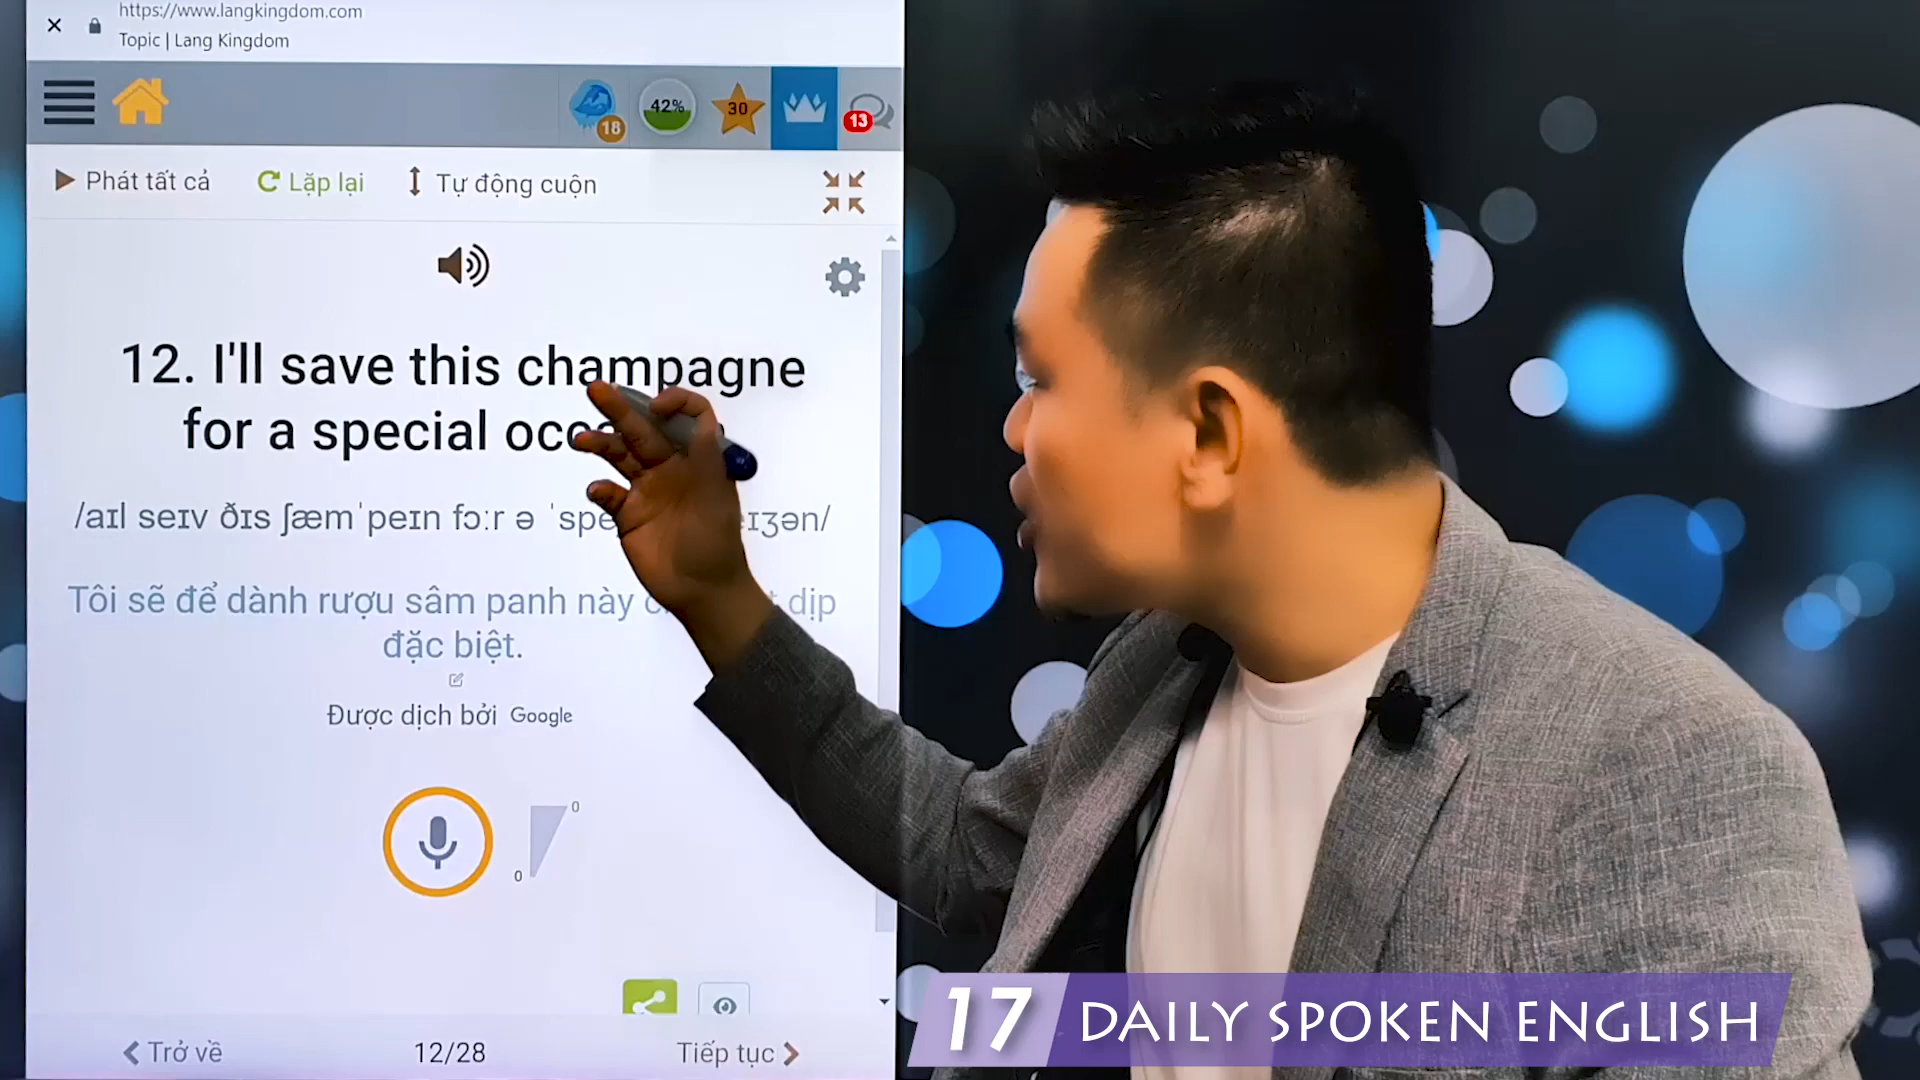 https://www.langkingdom.com
Topic | Lang Kingdom
18
42%
30
13
Phát tất cả
Lặp lại
Tự động cuộn
12. I'll save this champagne
for a special
/aɪl seɪv ðɪs ʃæmˈpeɪn fɔːr ə
Tôi sẽ để dành rượu sâm panh này dịp
đặc biệt.
Được dịch bởi Google
0
0
Trở về
12/28
Tiếp tục
17 DAILY SPOKEN ENGLISH